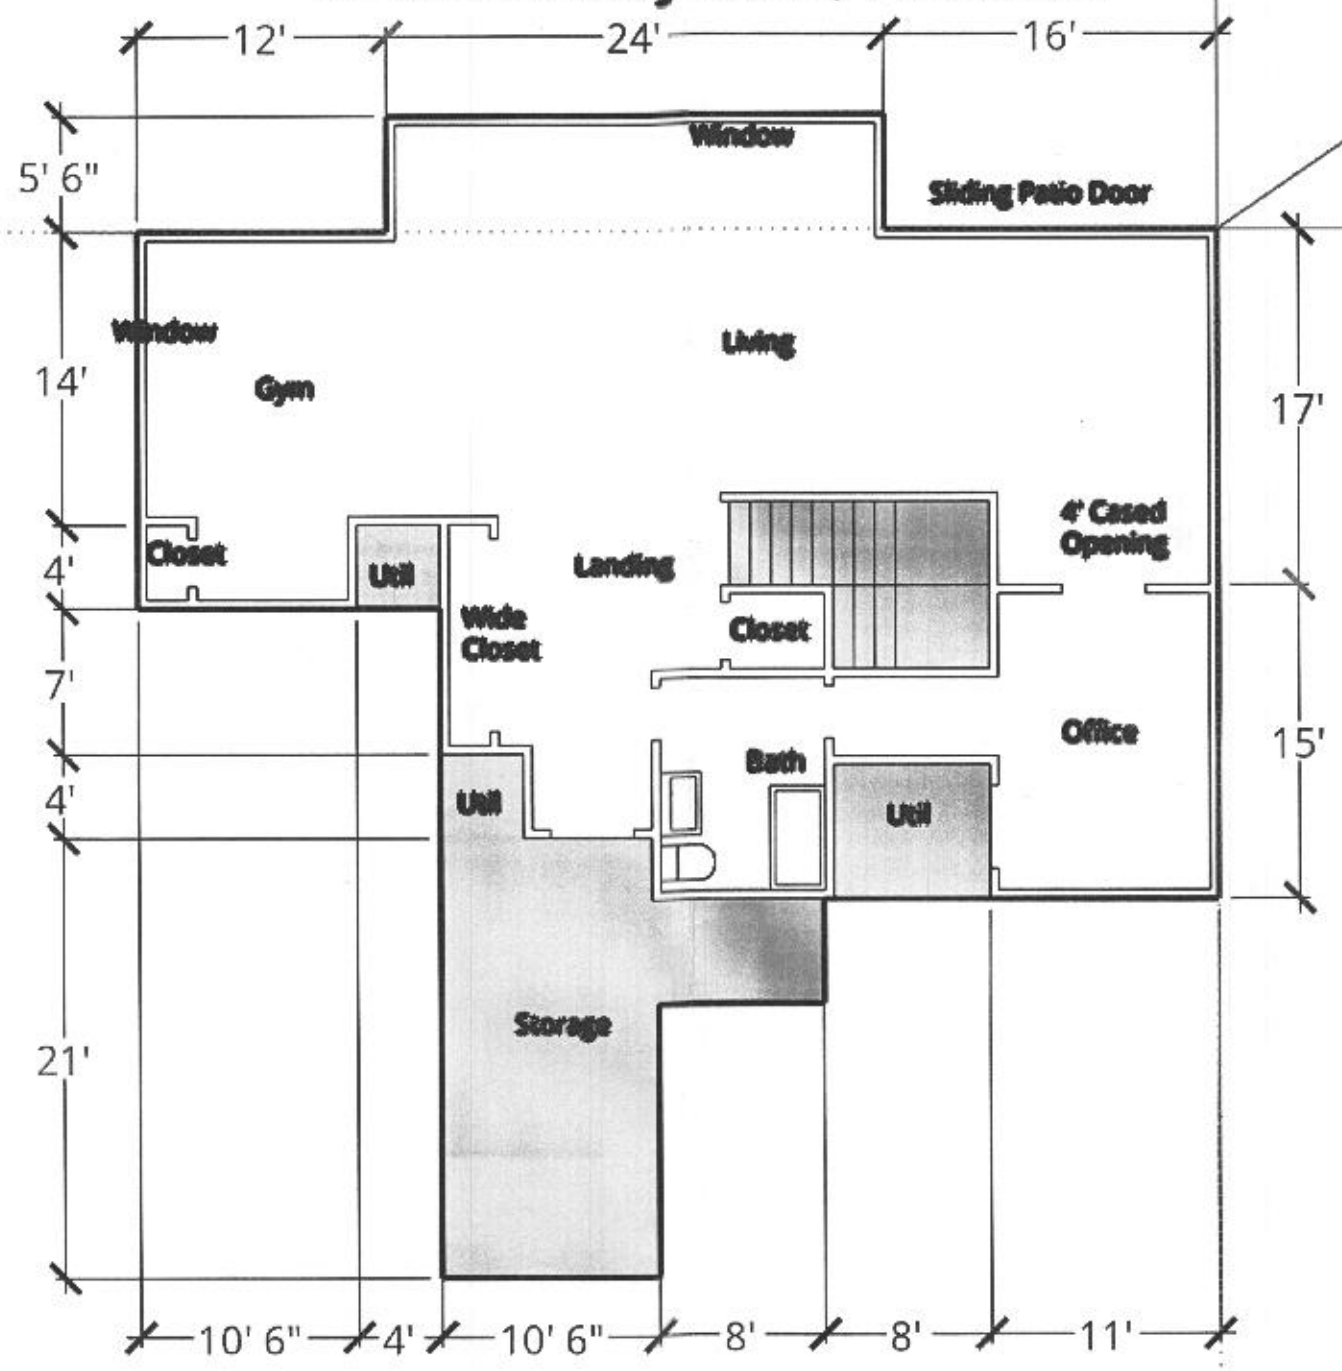 12'
24'
16'
5' 6"
Window
Sliding Patio Door
Window
Living
14'
Gym
17'
4' Cased
Opening
Closet
Util
Landing
4'
Wide
Closet
Closet
7'
Office
15'
Bath
Util
4'
Util
Storage
21'
10' 6"
4'
10' 6"
8'
8'
11'